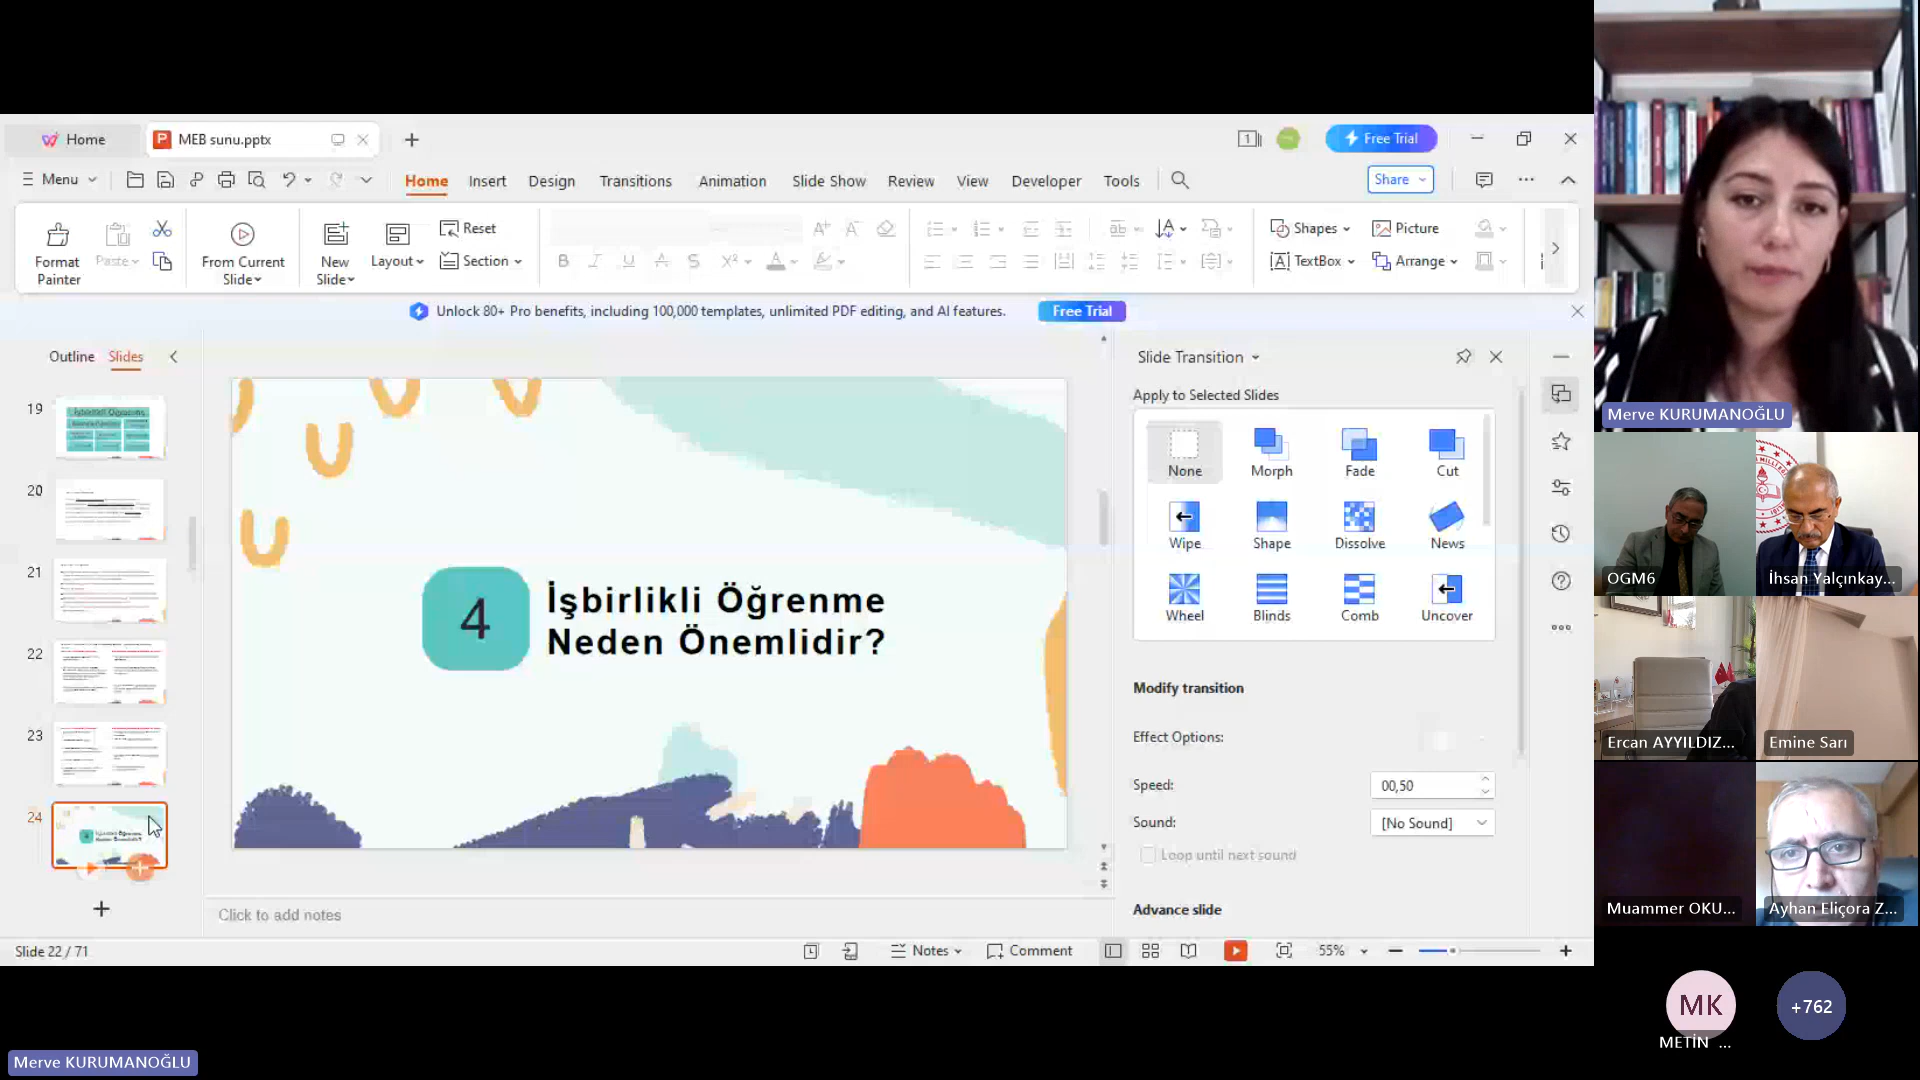 Home
MEB sunu.pptx
Free Trial
Menu
Home
Insert
Design
Transitions
Animation
Slide Show
Review
View
Developer
Tools
Share
Format
Painter
Paste
From Current
Slide
New
Slide
Layout
Reset
Section
Shapes
Picture
TextBox
Arrange
Unlock 80+ Pro benefits, including 100,000 templates, unlimited PDF editing, and AI features.
Free Trial
Outline
Slides
19
20
21
22
23
24
4
İşbirlikli Öğrenme
Neden Önemlidir?
Click to add notes
Slide Transition
Apply to Selected Slides
None
Morph
Fade
Cut
Wipe
Shape
Dissolve
News
Wheel
Blinds
Comb
Uncover
Modify transition
Effect Options:
Speed:
00,50
Sound:
[No Sound]
Loop until next sound
Advance slide
Slide 22 / 71
Notes
Comment
55%
Merve KURUMANOĞLU
OGM6
İhsan Yalçınkay...
Ercan AYYILDIZ...
Emine Sarı
Muammer OKU...
Ayhan Eliçora Z...
MK
METİN ...
+762
Merve KURUMANOĞLU